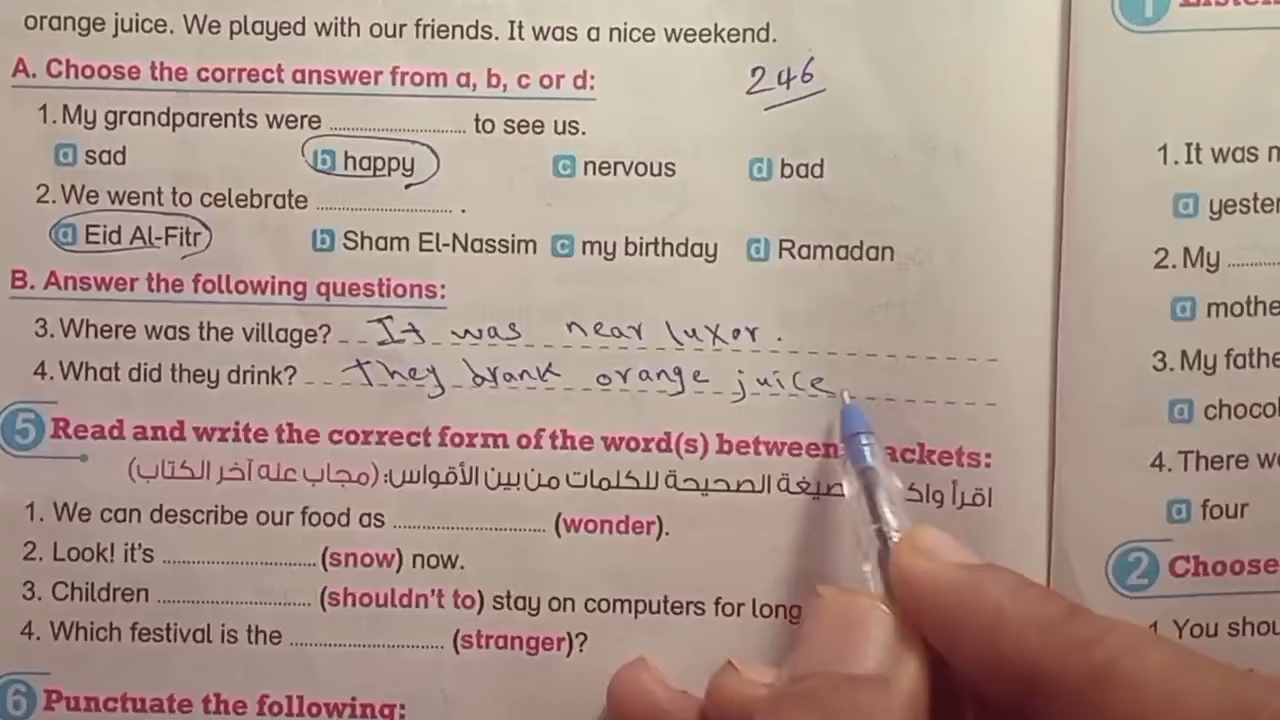 orange juice. We played with our friends. It was a nice weekend.
A. Choose the correct answer from a, b, c or d:
246
1. My grandparents were ........................ to see us.
a sad b happy c nervous d bad
2. We went to celebrate ........................ .
a Eid Al-Fitr b Sham El-Nassim c my birthday d Ramadan
B. Answer the following questions:
3. Where was the village? It was near luxor.
4. What did they drink? they drank orange juice
5 Read and write the correct form of the word(s) between ackets:
اقرأ واك صيغة الصحيحة للكلمات من بين الأقواس: (مجاب عنه آخر الكتاب)
1. We can describe our food as ........................ (wonder).
2. Look! it's ........................ (snow) now.
3. Children ........................ (shouldn't to) stay on computers for long
4. Which festival is the ........................ (stranger)?
6 Punctuate the following:
1
1. It was
a yester
2. My ........
a mothe
3. My fathe
a chocol
4. There w
a four
2 Choose
1 You shou